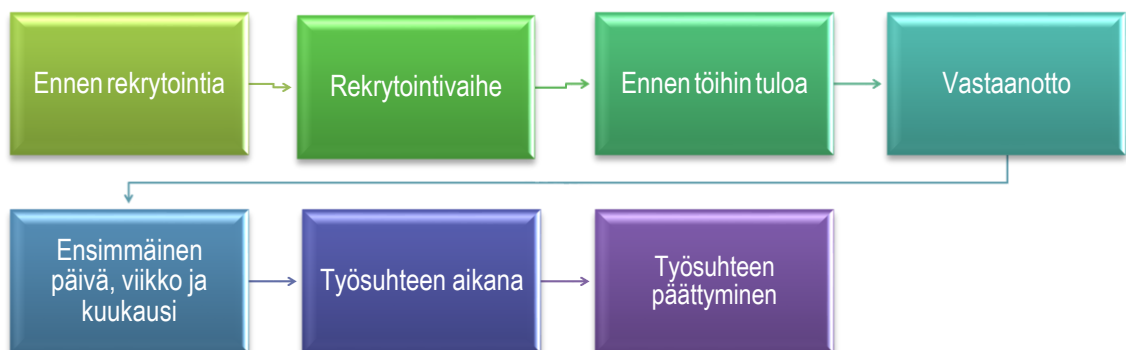 Ennen rekrytointia
Rekrytointivaihe
Ennen töihin tuloa
Vastaanotto
Ensimmäinen
päivä, viikko ja
kuukausi
Työsuhteen aikana
Työsuhteen
päättyminen